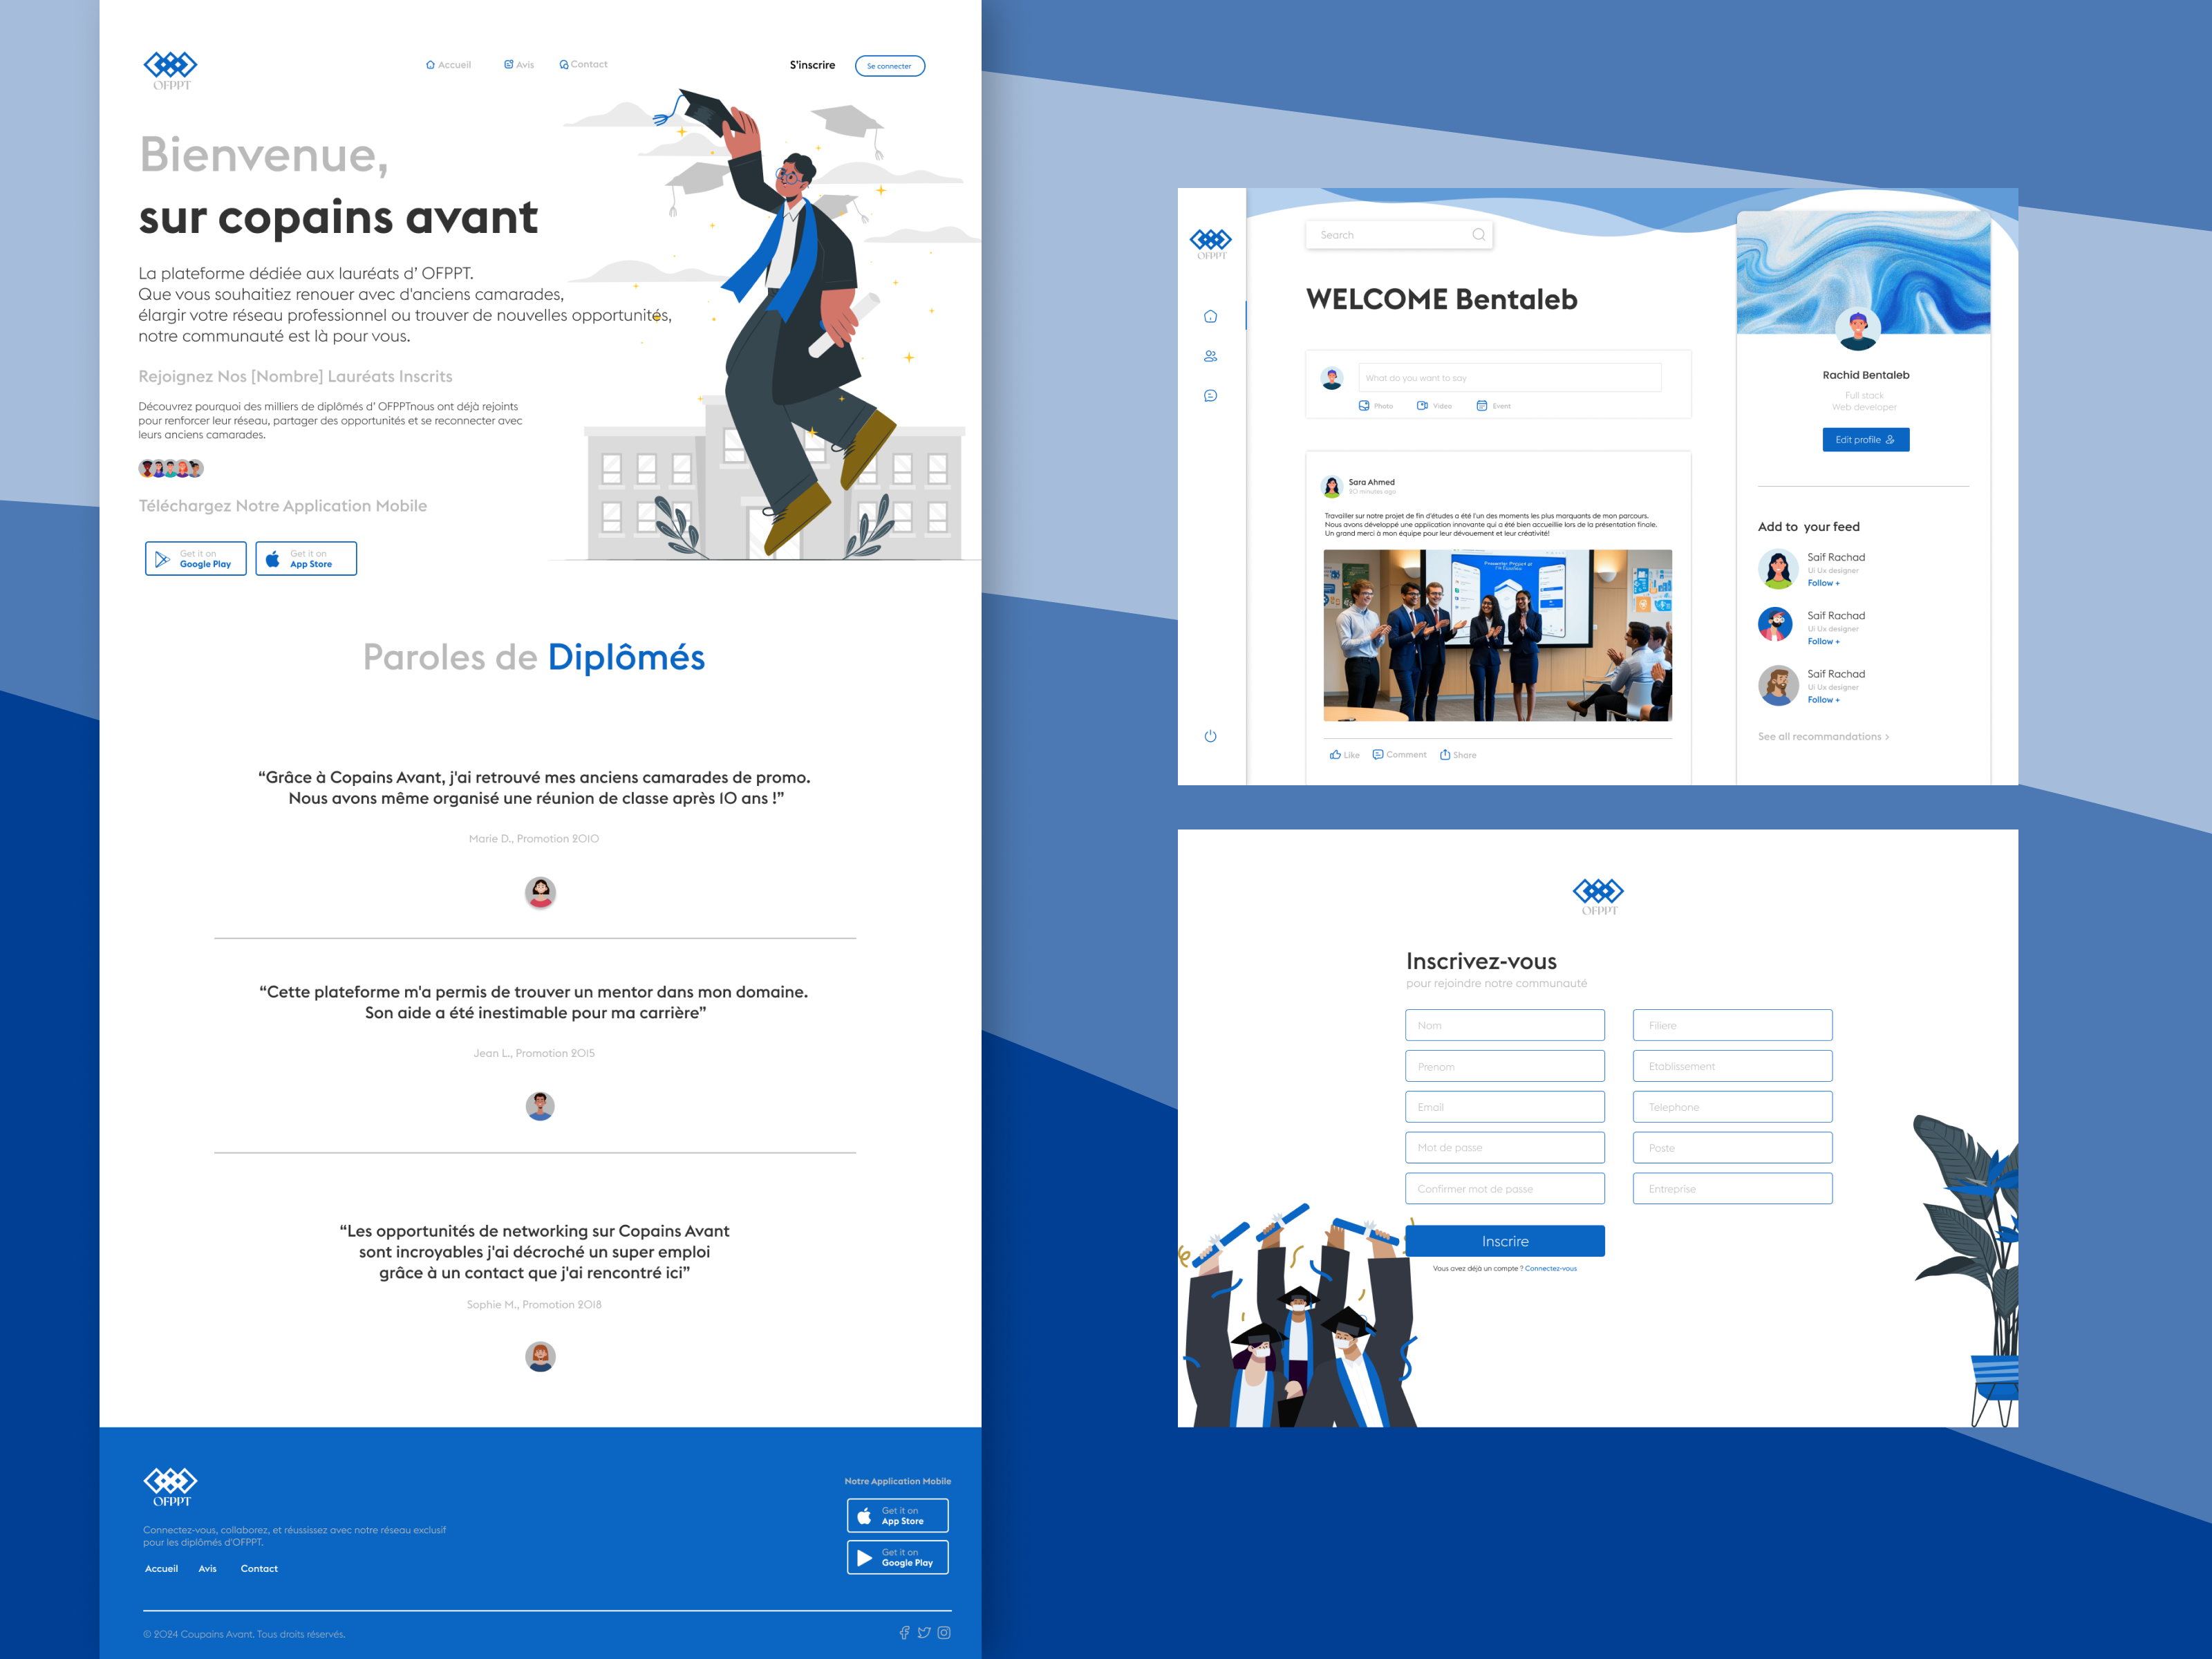 OFPPT
Accueil
Avis
Contact
S'inscrire
Se connecter
Bienvenue,
sur copains avant
La plateforme dédiée aux lauréats d' OFPPT.
Que vous souhaitiez renouer avec d'anciens camarades,
élargir votre réseau professionnel ou trouver de nouvelles opportunités,
notre communauté est là pour vous.
Rejoignez Nos [Nombre] Lauréats Inscrits
Découvrez pourquoi des milliers de diplômés d' OFPPTnous ont déjà rejoints
pour renforcer leur réseau, partager des opportunités et se reconnecter avec
leurs anciens camarades.
Téléchargez Notre Application Mobile
Get it on
Google Play
Get it on
App Store
Paroles de Diplômés
“Grâce à Copains Avant, j'ai retrouvé mes anciens camarades de promo.
Nous avons même organisé une réunion de classe après 10 ans !”
Marie D., Promotion 2010
“Cette plateforme m'a permis de trouver un mentor dans mon domaine.
Son aide a été inestimable pour ma carrière”
Jean L., Promotion 2015
“Les opportunités de networking sur Copains Avant
sont incroyables j'ai décroché un super emploi
grâce à un contact que j'ai rencontré ici”
Sophie M., Promotion 2018
OFPPT
Connectez-vous, collaborez, et réussissez avec notre réseau exclusif
pour les diplômés d'OFPPT.
Accueil
Avis
Contact
Notre Application Mobile
Get it on
App Store
Get it on
Google Play
© 2024 Coupains Avant. Tous droits réservés.
OFPPT
Search
WELCOME Bentaleb
What do you want to say
Photo
Video
Event
Sara Ahmed
20 minutes ago
Travailler sur notre projet de fin d'études a été l'un des moments les plus marquants de mon parcours.
Nous avons développé une application innovante qui a été bien accueillie lors de la présentation finale.
Un grand merci à mon équipe pour leur dévouement et leur créativité!
Like
Comment
Share
Rachid Bentaleb
Full stack
Web developer
Edit profile
Add to your feed
Saif Rachad
Ui Ux designer
Follow +
Saif Rachad
Ui Ux designer
Follow +
Saif Rachad
Ui Ux designer
Follow +
See all recommandations >
OFPPT
Inscrivez-vous
pour rejoindre notre communauté
Nom
Filiere
Prenom
Etablissement
Email
Telephone
Mot de passe
Poste
Confirmer mot de passe
Entreprise
Inscrire
Vous avez déjà un compte ? Connectez-vous